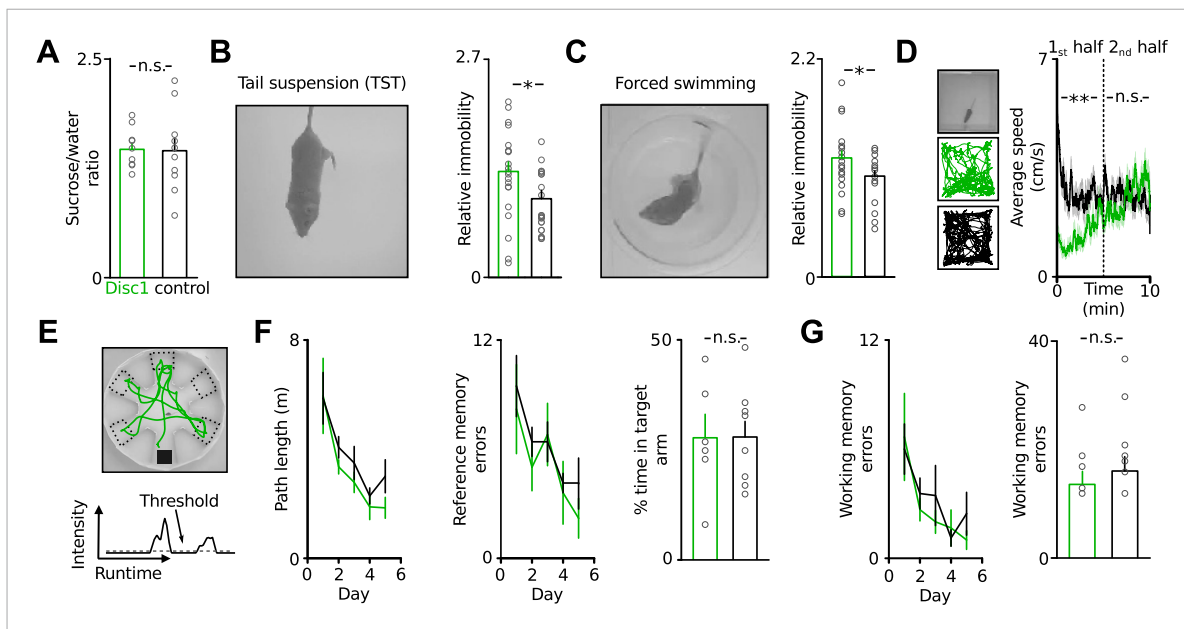 A
2.5
n.s.
Sucrose/water
ratio
0
Disc1 control
B
Tail suspension (TST)
2.7
*
Relative immobility
0
C
Forced swimming
2.2
*
Relative immobility
0
D
1st half 2nd half
7
** n.s.
Average speed
(cm/s)
0
0 Time 10
(min)
E
Threshold
Intensity
Runtime
F
8
Path length (m)
0
0 2 4 6
Day
12
Reference memory
errors
0
0 2 4 6
Day
50
n.s.
% time in target
arm
0
G
12
Working memory
errors
0
0 2 4 6
Day
40
n.s.
Working memory
errors
0